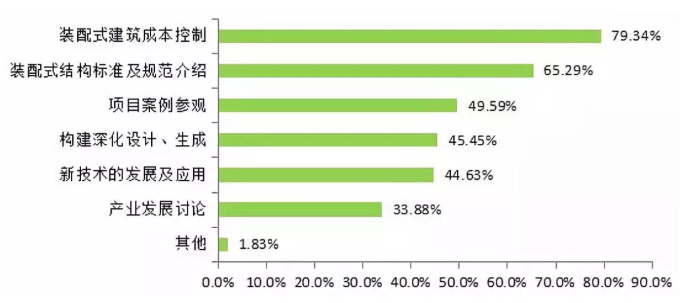 装配式建筑成本控制 79.34%
装配式结构标准及规范介绍 65.29%
项目案例参观 49.59%
构建深化设计、生成 45.45%
新技术的发展及应用 44.63%
产业发展讨论 33.88%
其他 1.83%
0.0% 10.0% 20.0% 30.0% 40.0% 50.0% 60.0% 70.0% 80.0% 90.0%